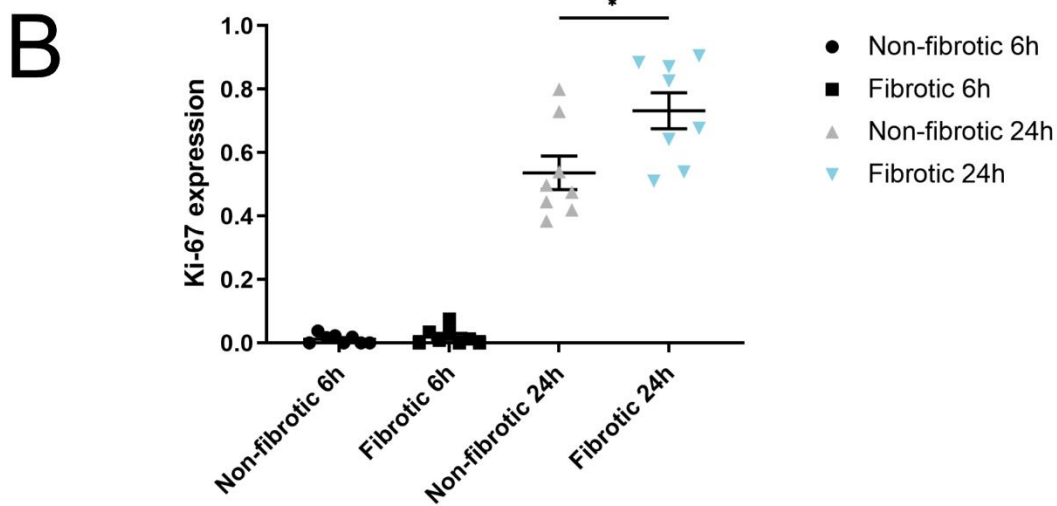 B
*
1.0
0.8
0.6
0.4
0.2
0.0
Ki-67 expression
Non-fibrotic 6h
Fibrotic 6h
Non-fibrotic 24h
Fibrotic 24h
Non-fibrotic 6h
Fibrotic 6h
Non-fibrotic 24h
Fibrotic 24h